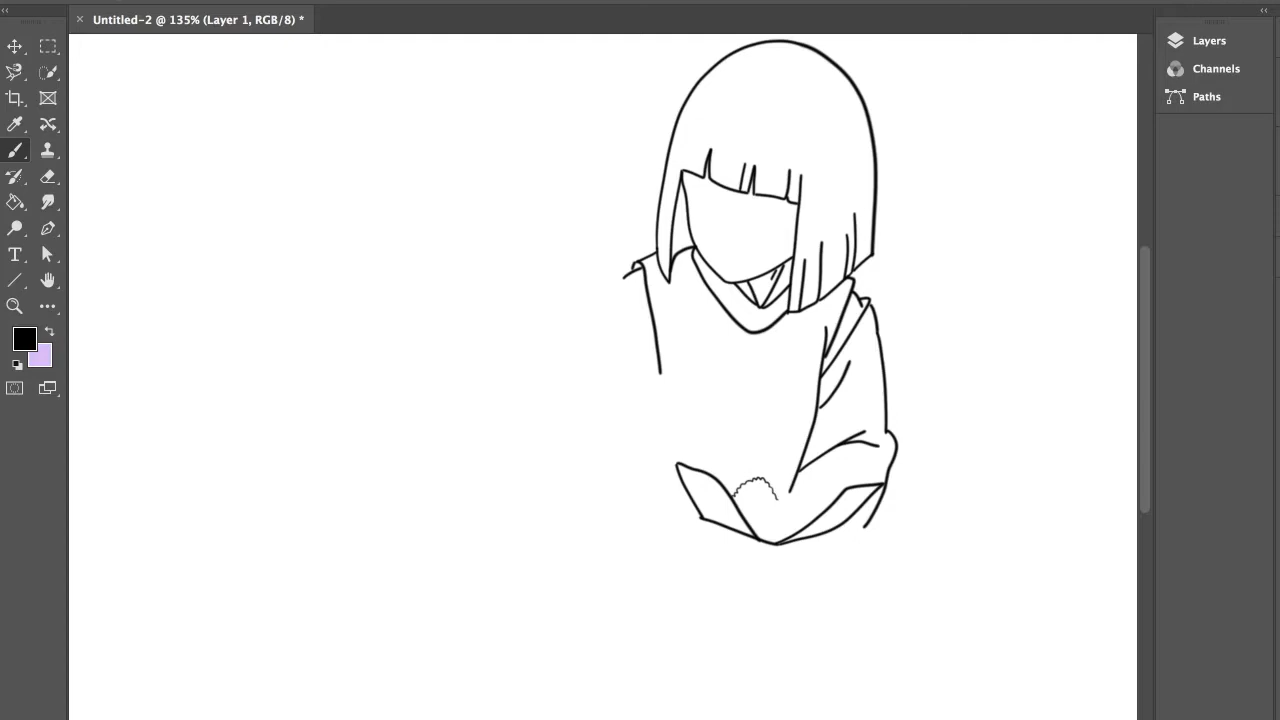 Untitled-2 @ 135% (Layer 1, RGB/8) *
Layers
Channels
Paths